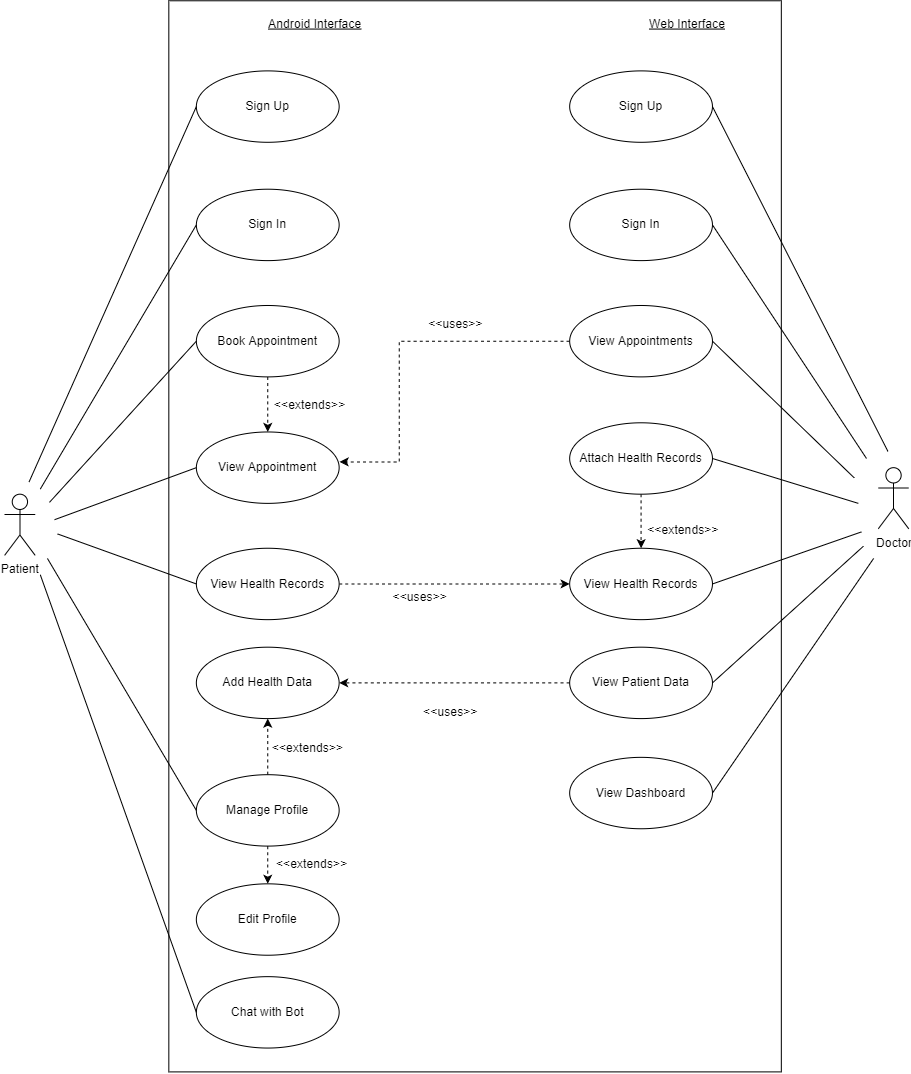 Android Interface
Web Interface
Sign Up
Sign Up
Sign In
Sign In
<<uses>>
Book Appointment
View Appointments
<<extends>>
View Appointment
Attach Health Records
<<extends>>
Doctor
Patient
View Health Records
View Health Records
<<uses>>
Add Health Data
View Patient Data
<<uses>>
<<extends>>
View Dashboard
Manage Profile
<<extends>>
Edit Profile
Chat with Bot